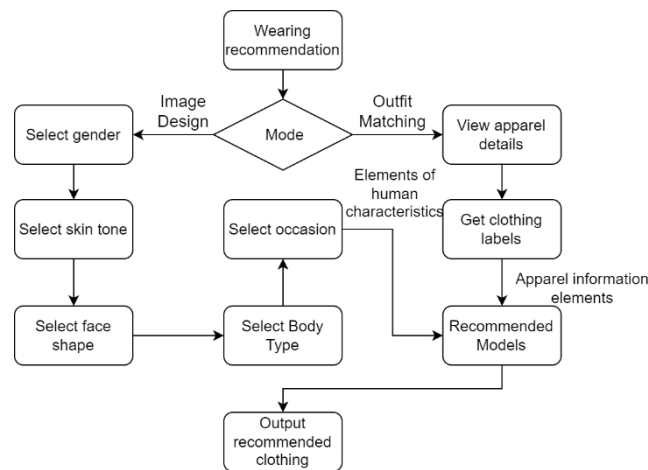 Wearing
recommendation
Image
Design
Mode
Outfit
Matching
Select gender
View apparel
details
Elements of
human
characteristics
Select skin tone
Select occasion
Get clothing
labels
Apparel information
elements
Select face
shape
Select Body
Type
Recommended
Models
Output
recommended
clothing